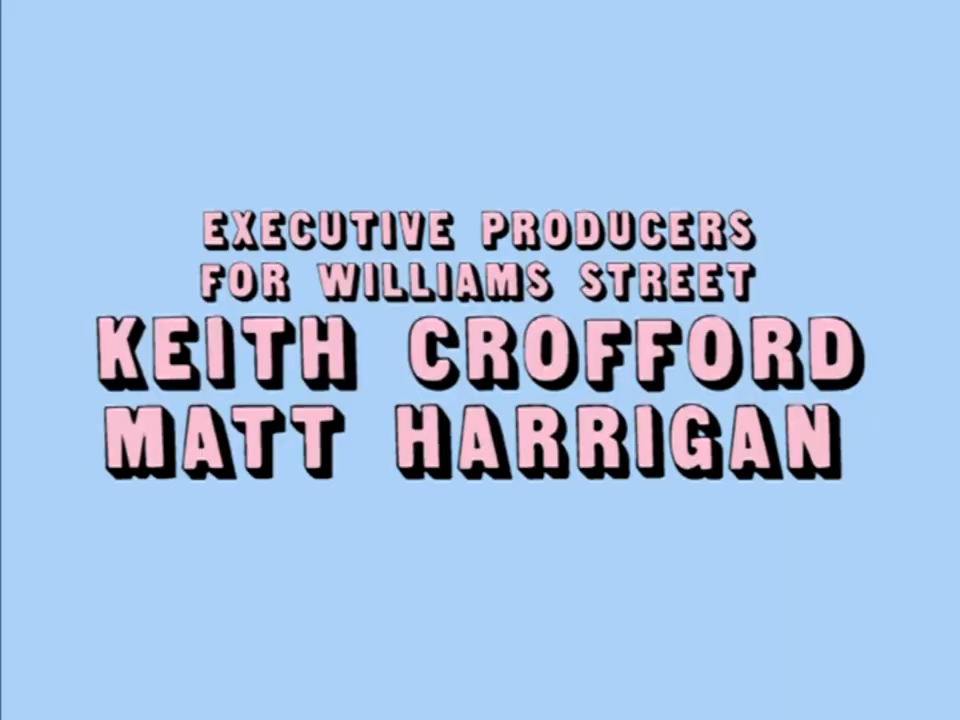 EXECUTIVE PRODUCERS
FOR WILLIAMS STREET
KEITH CROFFORD
MATT HARRIGAN